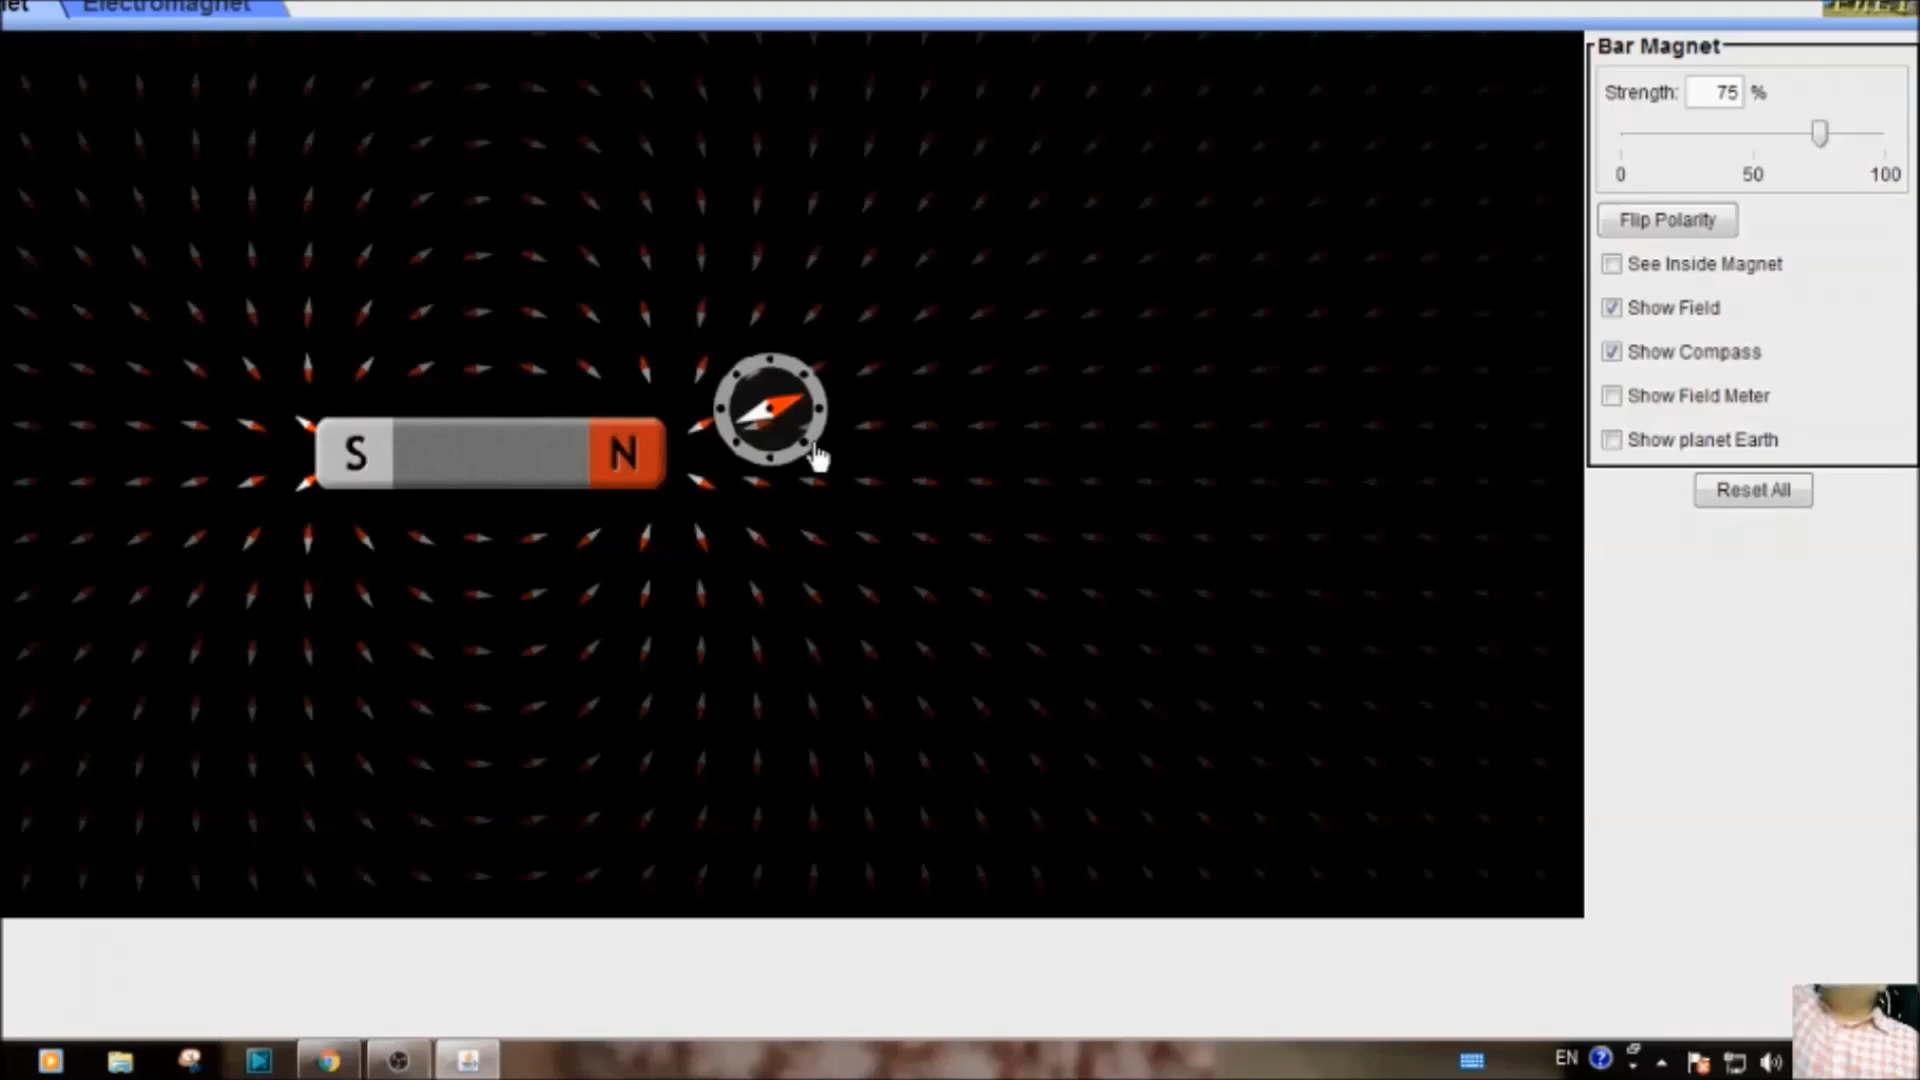 Electromagnet
Bar Magnet
Strength: 75 %
0 50 100
Flip Polarity
See Inside Magnet
Show Field
Show Compass
Show Field Meter
Show planet Earth
Reset All
S N
EN